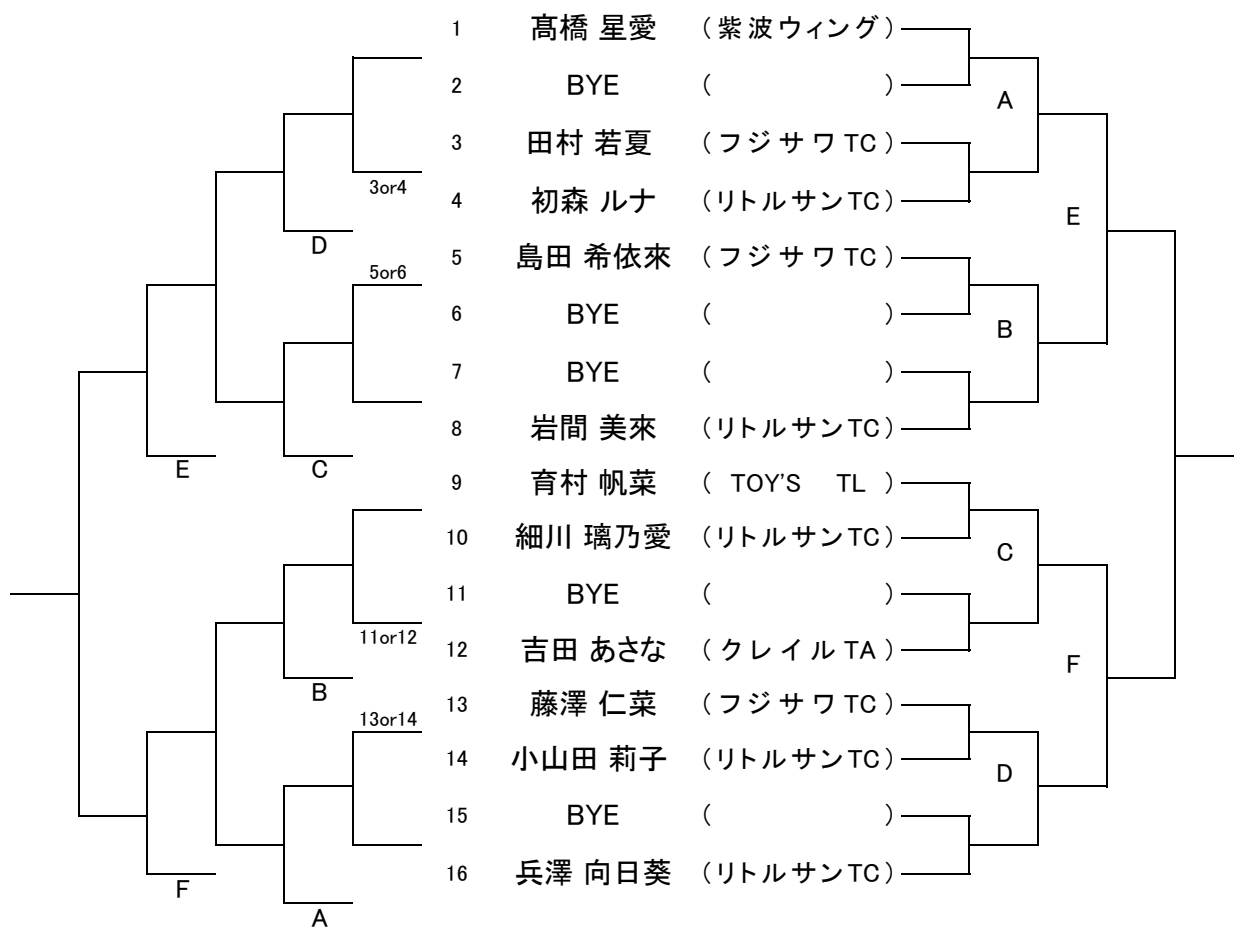 1 髙橋 星愛 （紫波ウィング）
2 BYE （ ）
A
3 田村 若夏 （フジサワTC）
3or4
4 初森 ルナ （リトルサンTC）
E
D
5 島田 希依來 （フジサワTC）
5or6
6 BYE （ ）
B
7 BYE （ ）
8 岩間 美來 （リトルサンTC）
E C
9 育村 帆菜 （ TOY'S TL ）
10 細川 璃乃愛 （リトルサンTC）
C
11 BYE （ ）
11or12
12 吉田 あさな （クレイルTA）
F
B
13 藤澤 仁菜 （フジサワTC）
13or14
14 小山田 莉子 （リトルサンTC）
D
15 BYE （ ）
16 兵澤 向日葵 （リトルサンTC）
F
A